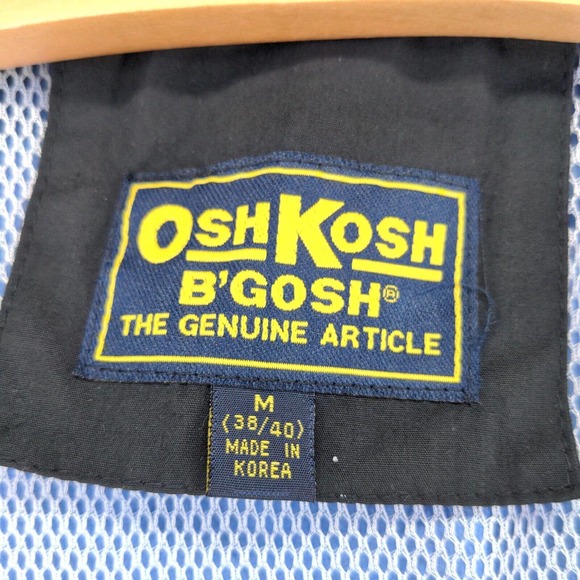 OSHKOSH
B'GOSH®
THE GENUINE ARTICLE
M
(38/40)
MADE IN
KOREA